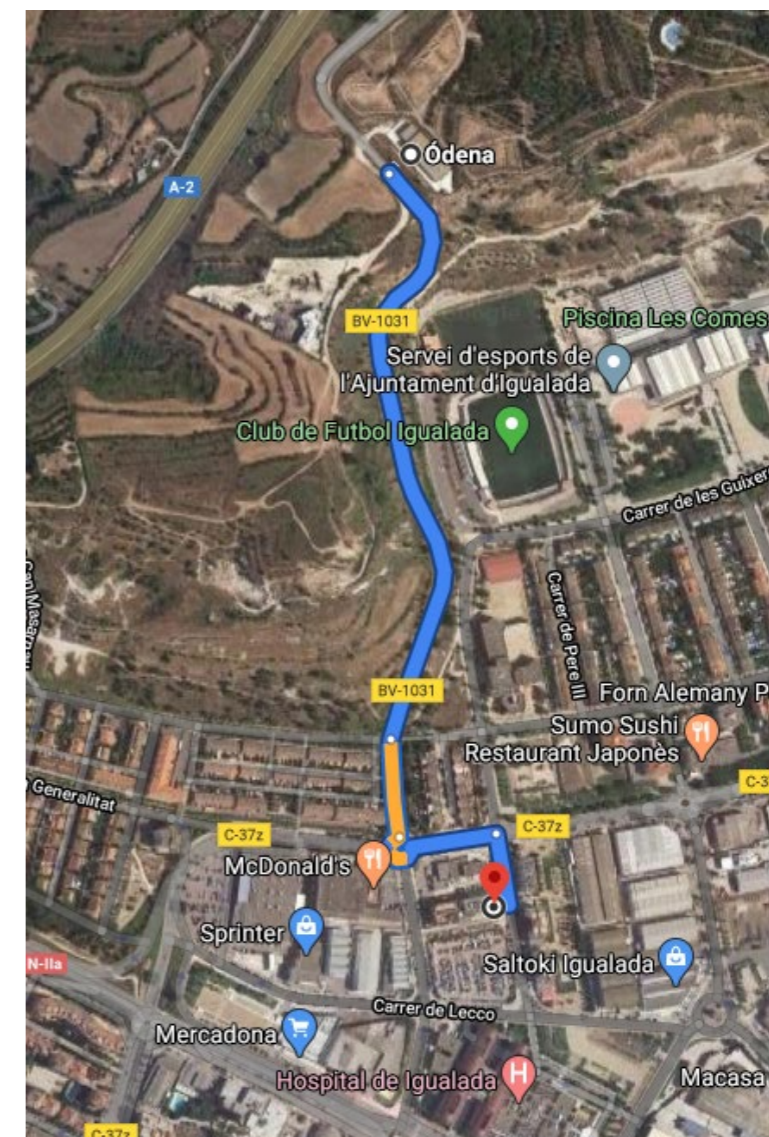 Ódena
A-2
BV-1031
Piscina Les Comes
Servei d'esports de
l'Ajuntament d'Igualada
Club de Futbol Igualada
Carrer de les Guixer
Carrer de Pere III
BV-1031
Forn Alemany P
Sumo Sushi
Restaurant Japonès
Generalitat
C-3
C-37z
C-37z
McDonald's
Sprinter
N-IIa
Saltoki Igualada
Carrer de Lecco
Mercadona
Hospital de Igualada
H
Macasa
C-37z